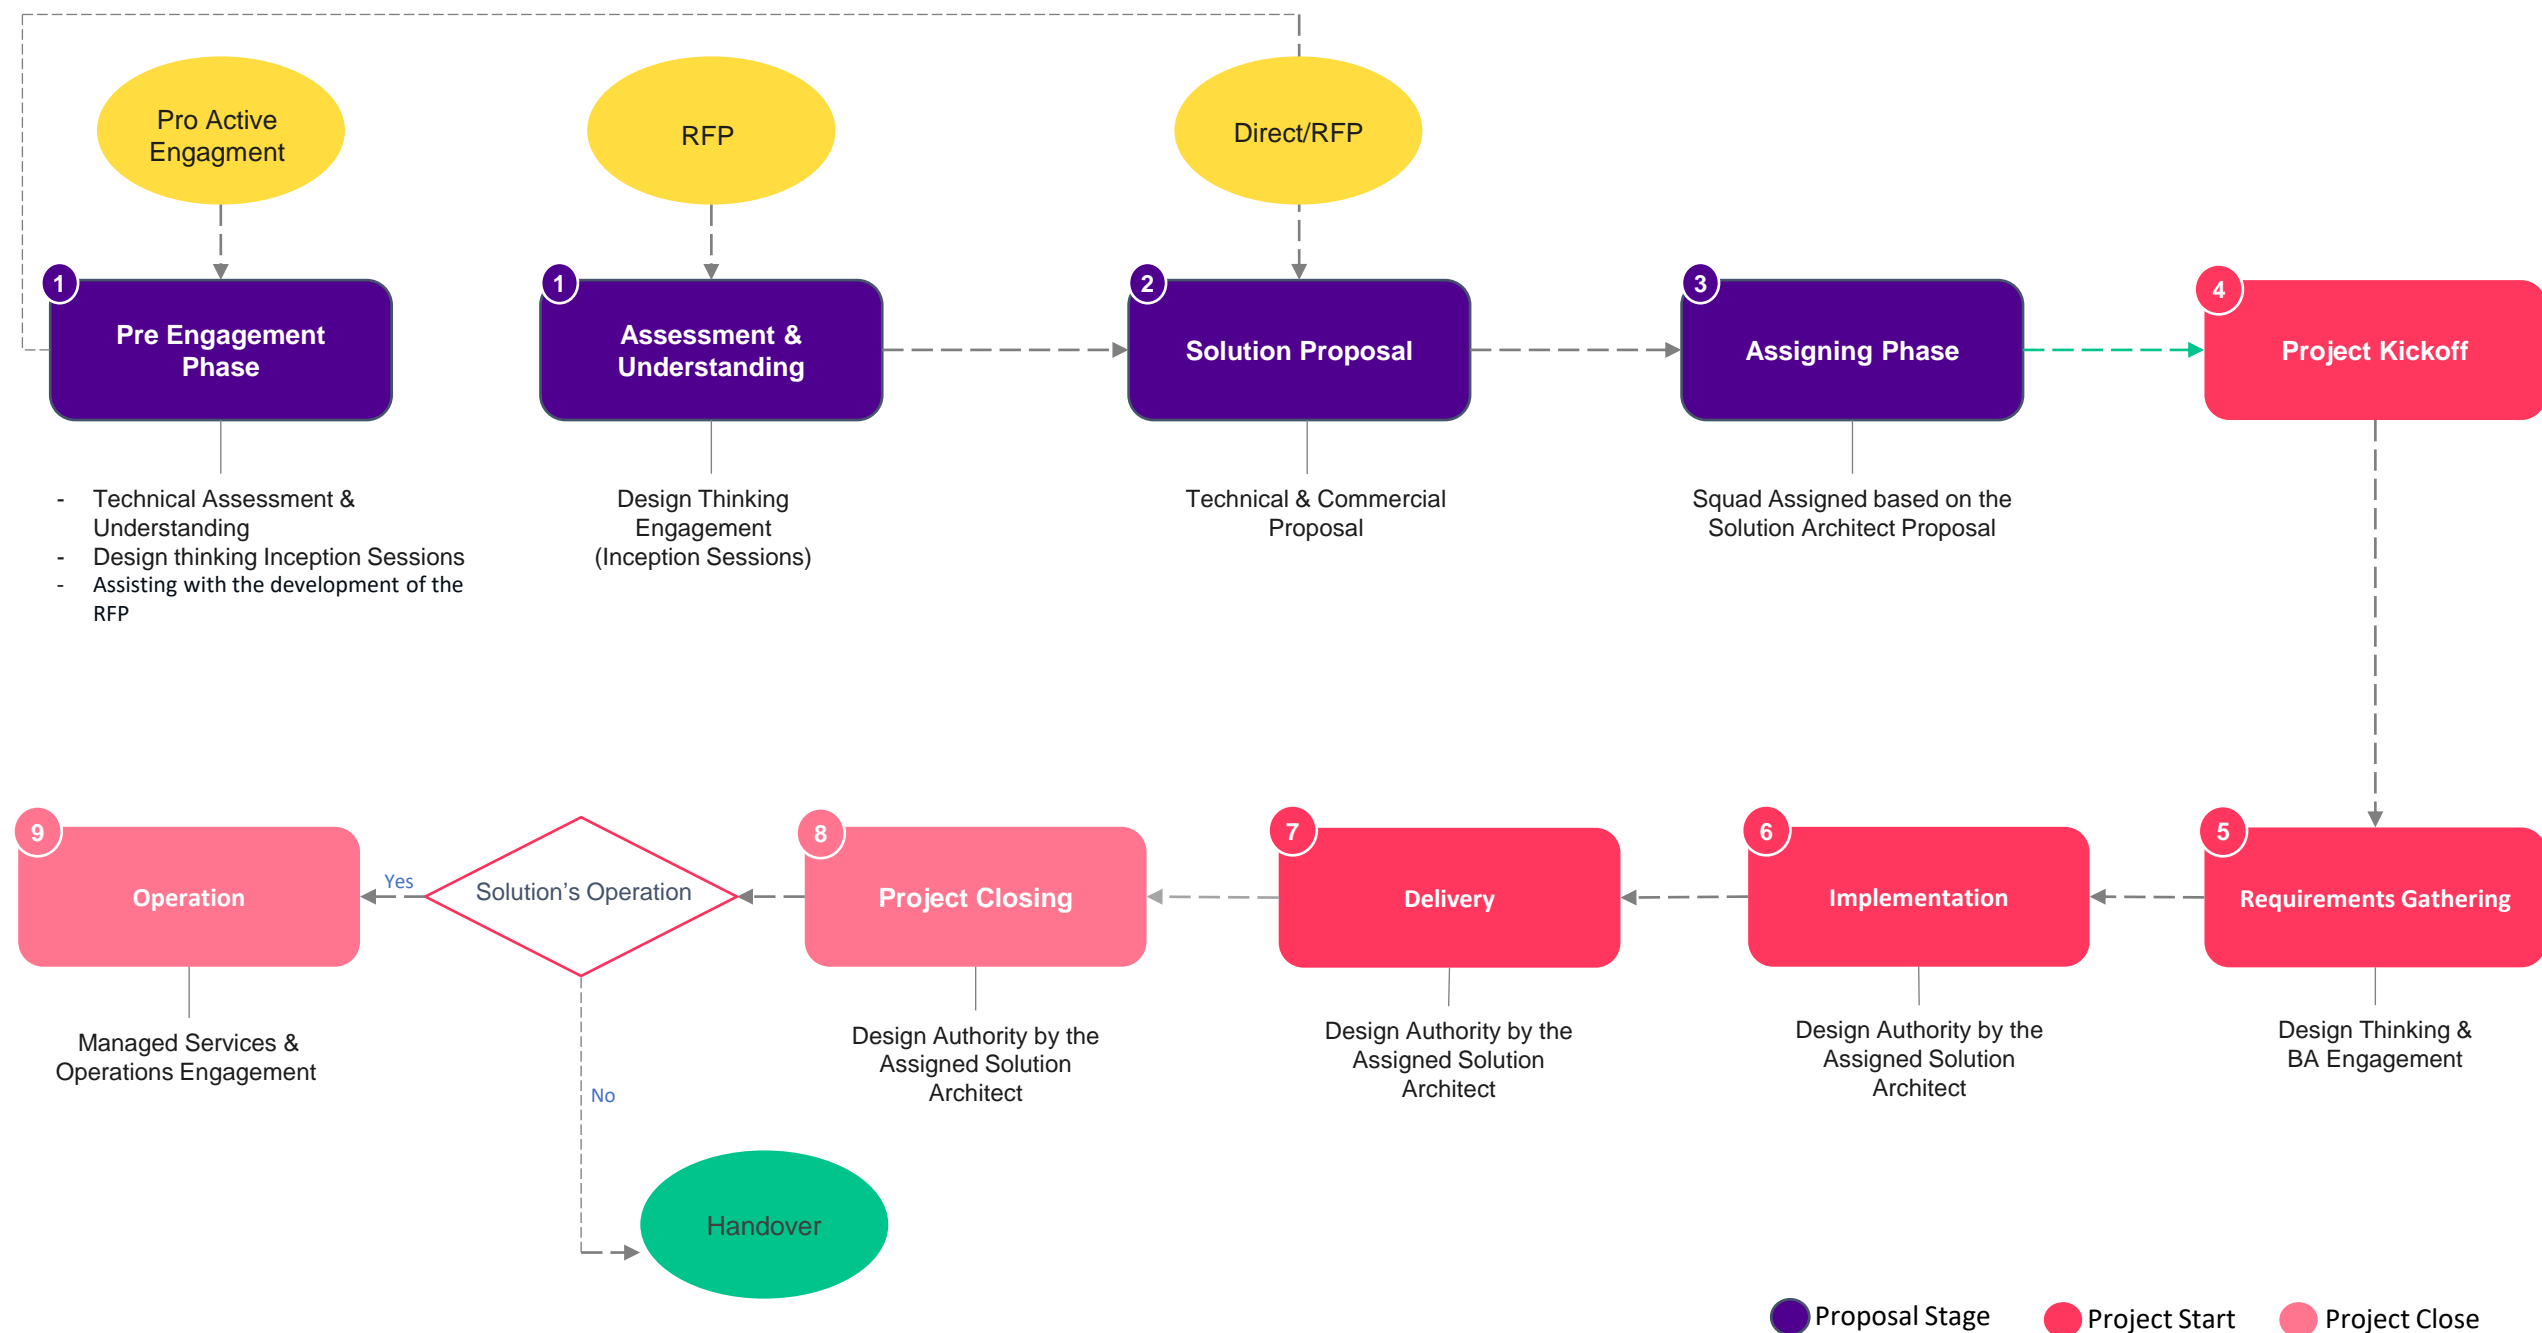 Pro Active
Engagment
RFP
Direct/RFP
1
Pre Engagement
Phase
1
Assessment &
Understanding
2
Solution Proposal
3
Assigning Phase
4
Project Kickoff
- Technical Assessment &
Understanding
- Design thinking Inception Sessions
- Assisting with the development of the
RFP
Design Thinking
Engagement
(Inception Sessions)
Technical & Commercial
Proposal
Squad Assigned based on the
Solution Architect Proposal
9
Operation
Yes
Solution’s Operation
8
Project Closing
7
Delivery
6
Implementation
5
Requirements Gathering
Managed Services &
Operations Engagement
No
Design Authority by the
Assigned Solution
Architect
Design Authority by the
Assigned Solution
Architect
Design Authority by the
Assigned Solution
Architect
Design Thinking &
BA Engagement
Handover
Proposal Stage
Project Start
Project Close